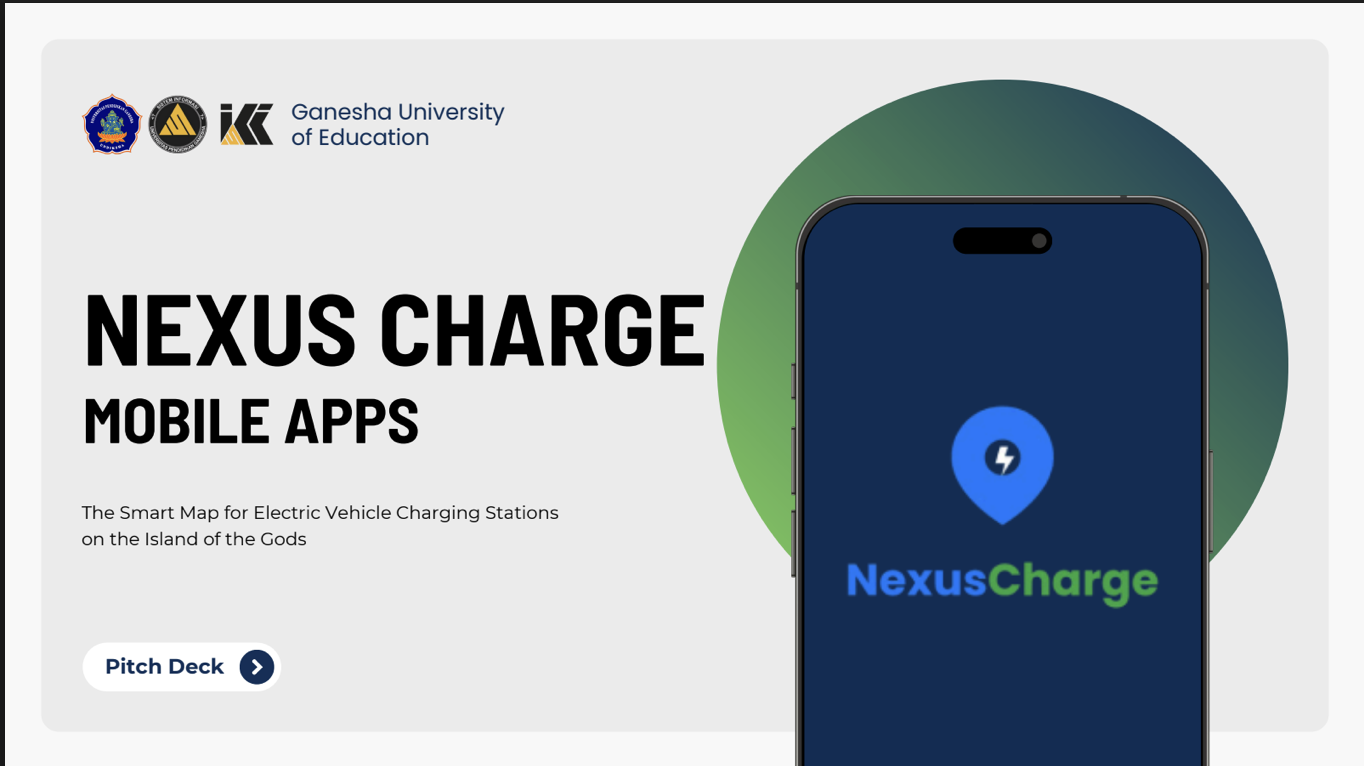 Ganesha University
of Education
NEXUS CHARGE
MOBILE APPS
The Smart Map for Electric Vehicle Charging Stations
on the Island of the Gods
Pitch Deck
NexusCharge